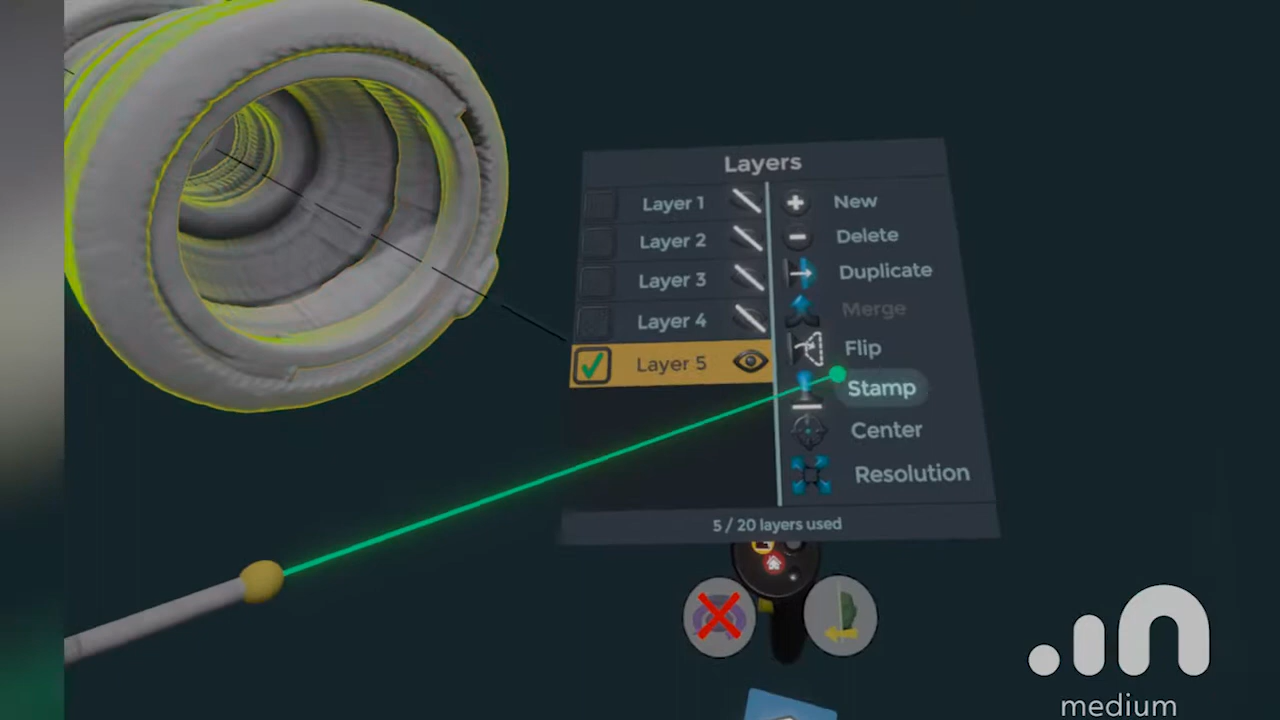 Layers
Layer 1
Layer 2
Layer 3
Layer 4
Layer 5
New
Delete
Duplicate
Merge
Flip
Stamp
Center
Resolution
5 / 20 layers used
medium